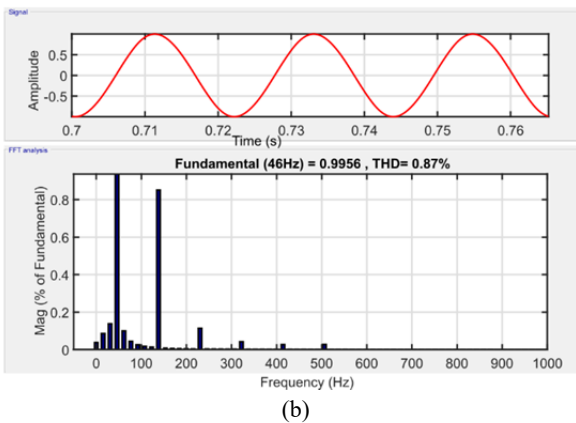 Signal
0.5
0
-0.5
Amplitude
0.7 0.71 0.72 0.73 0.74 0.75 0.76
Time (s)
FFT analysis
Fundamental (46Hz) = 0.9956 , THD= 0.87%
0.8
0.6
0.4
0.2
0
Mag (% of Fundamental)
0 100 200 300 400 500 600 700 800 900 1000
Frequency (Hz)
(b)